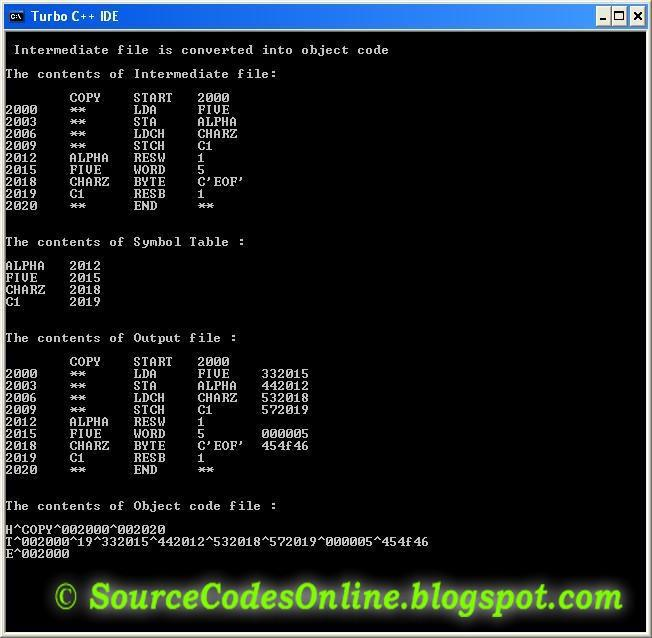 Turbo C++ IDE
Intermediate file is converted into object code
The contents of Intermediate file:
COPY START 2000
2000 ** LDA FIVE
2003 ** STA ALPHA
2006 ** LDCH CHARZ
2009 ** STCH C1
2012 ALPHA RESW 1
2015 FIVE WORD 5
2018 CHARZ BYTE C'EOF'
2019 C1 RESB 1
2020 ** END **
The contents of Symbol Table :
ALPHA 2012
FIVE 2015
CHARZ 2018
C1 2019
The contents of Output file :
COPY START 2000
2000 ** LDA FIVE 332015
2003 ** STA ALPHA 442012
2006 ** LDCH CHARZ 532018
2009 ** STCH C1 572019
2012 ALPHA RESW 1
2015 FIVE WORD 5 000005
2018 CHARZ BYTE C'EOF' 454f46
2019 C1 RESB 1
2020 ** END **
The contents of Object code file :
H^COPY^002000^002020
T^002000^19^332015^442012^532018^572019^000005^454f46
E^002000
© SourceCodesOnline.blogspot.com